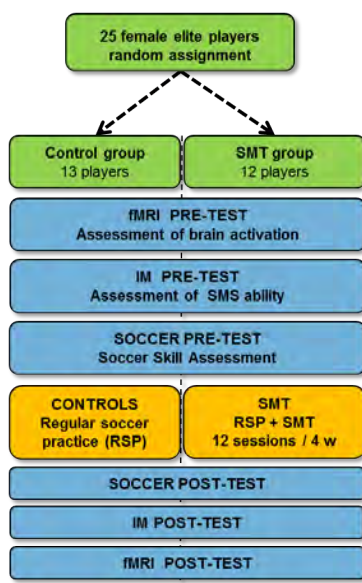 25 female elite players
random assignment
Control group
13 players
SMT group
12 players
fMRI PRE-TEST
Assessment of brain activation
IM PRE-TEST
Assessment of SMS ability
SOCCER PRE-TEST
Soccer Skill Assessment
CONTROLS
Regular soccer
practice (RSP)
SMT
RSP + SMT
12 sessions / 4 w
SOCCER POST-TEST
IM POST-TEST
fMRI POST-TEST